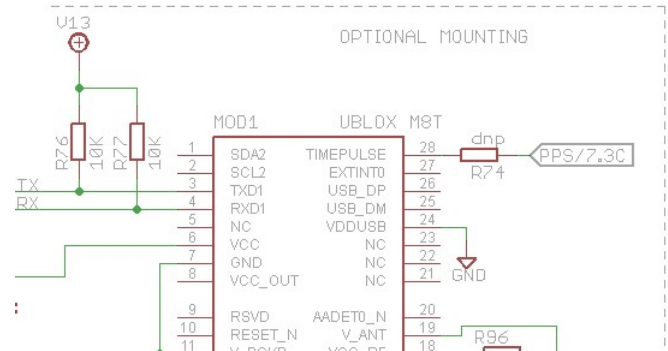 V13
OPTIONAL MOUNTING
MOD1 UBLOX M8T
R76 10K R77 10K
1 SDA2 TIMEPULSE 28 dnp R74 PPS/7.3C
2 SCL2 EXTINT0 27
TX 3 TXD1 USB_DP 26
RX 4 RXD1 USB_DM 25
5 NC VDDUSB 24
6 VCC NC 23
7 GND NC 22 GND
8 VCC_OUT NC 21
9 RSVD AADET0_N 20
10 RESET_N V_ANT 19 R96
11 V_BCKP VCC_RF 18